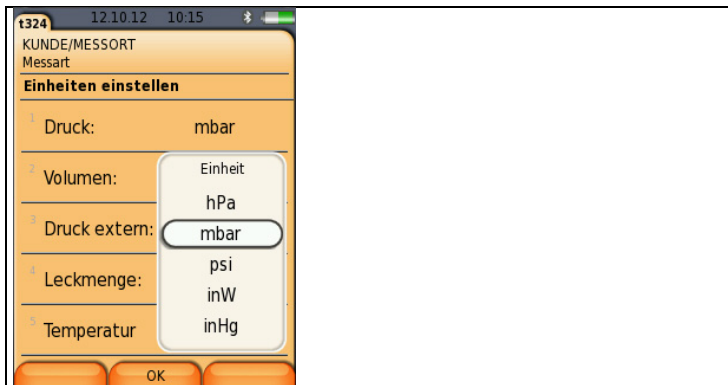 t324 12.10.12 10:15
KUNDE/MESSORT
Messart
Einheiten einstellen
1 Druck: mbar
2 Volumen:
3 Druck extern:
4 Leckmenge:
5 Temperatur
Einheit
hPa
mbar
psi
inW
inHg
OK